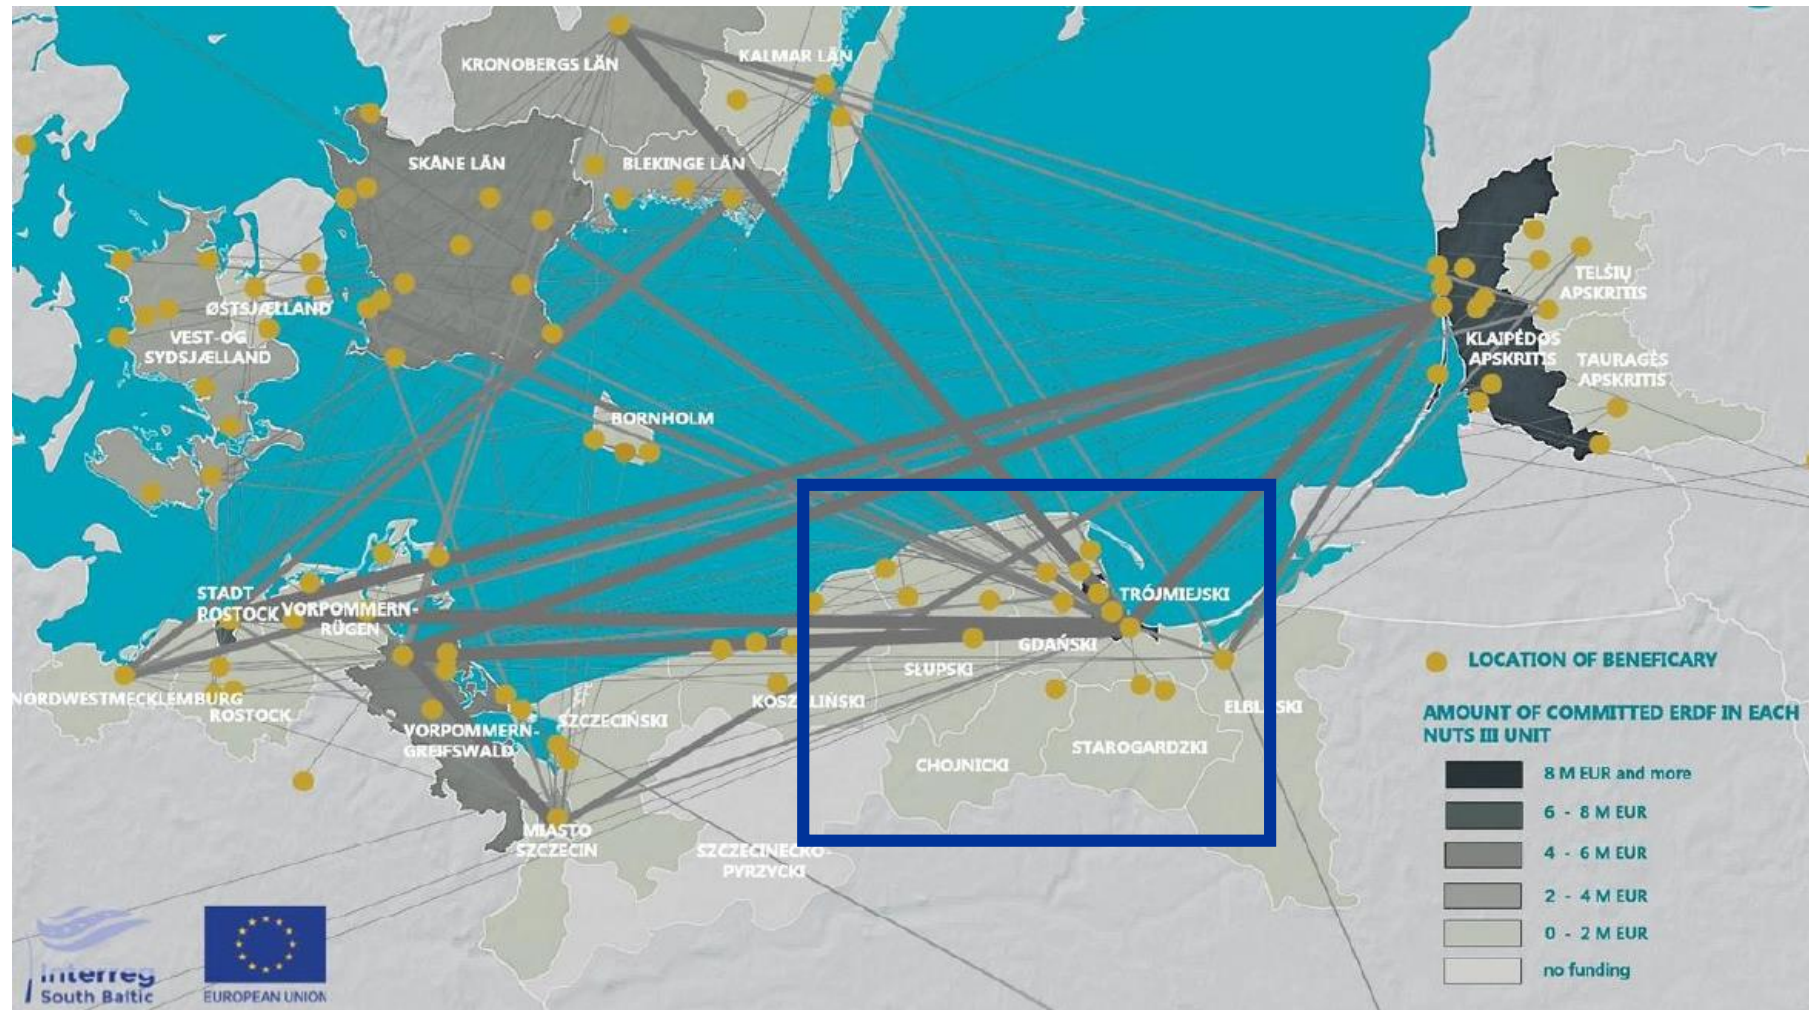 KRONOBERGS LÄN
KALMAR LÄN
SKÅNE LÄN
BLEKINGE LÄN
ØSTSJÆLLAND
VEST-OG
SYDSJÆLLAND
BORNHOLM
TELŠIŲ
APSKRITIS
KLAIPĖDOS
APSKRITIS
TAURAGĖS
APSKRITIS
STADT
ROSTOCK
VORPOMMERN-
RÜGEN
TRÓJMIEJSKI
GDAŃSKI
SŁUPSKI
NORDWESTMECKLEMBURG
ROSTOCK
VORPOMMERN-
GREIFSWALD
SZCZECIŃSKI
KOSZALIŃSKI
ELBLĄSKI
STAROGARDZKI
CHOJNICKI
MIASTO
SZCZECIN
SZCZECINECKO-
PYRZYCKI
LOCATION OF BENEFICARY
AMOUNT OF COMMITTED ERDF IN EACH
NUTS III UNIT
8 M EUR and more
6 - 8 M EUR
4 - 6 M EUR
2 - 4 M EUR
0 - 2 M EUR
no funding
Interreg
South Baltic
EUROPEAN UNION